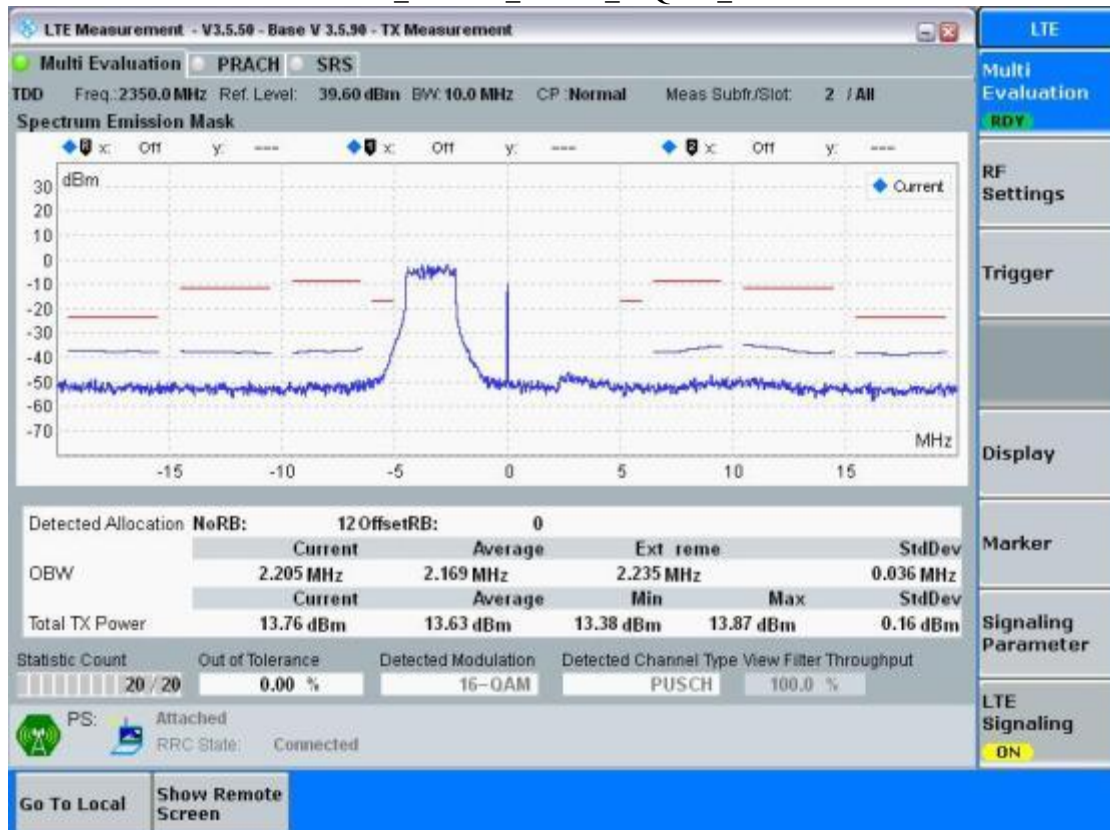 LTE Measurement - V3.5.50 - Base V 3.5.90 - TX Measurement
LTE
Multi Evaluation PRACH SRS
Multi Evaluation
RDY
TDD Freq.:2350.0 MHz Ref. Level: 39.60 dBm BW: 10.0 MHz CP :Normal Meas Subfr./Slot: 2 / All
Spectrum Emission Mask
x: Off y: --- x: Off y: --- x: Off y: ---
RF
Settings
dBm
Current
30
20
10
0
-10
-20
-30
-40
-50
-60
-70
MHz
-15 -10 -5 0 5 10 15
Trigger
Display
Detected Allocation NoRB: 12 OffsetRB: 0
Current Average Ext reme StdDev
OBW 2.205 MHz 2.169 MHz 2.235 MHz 0.036 MHz
Current Average Min Max StdDev
Total TX Power 13.76 dBm 13.63 dBm 13.38 dBm 13.87 dBm 0.16 dBm
Marker
Signaling
Parameter
Statistic Count Out of Tolerance Detected Modulation Detected Channel Type View Filter Throughput
20 / 20 0.00 % 16-QAM PUSCH 100.0 %
PS: Attached
RRC State: Connected
LTE
Signaling
ON
Go To Local
Show Remote
Screen